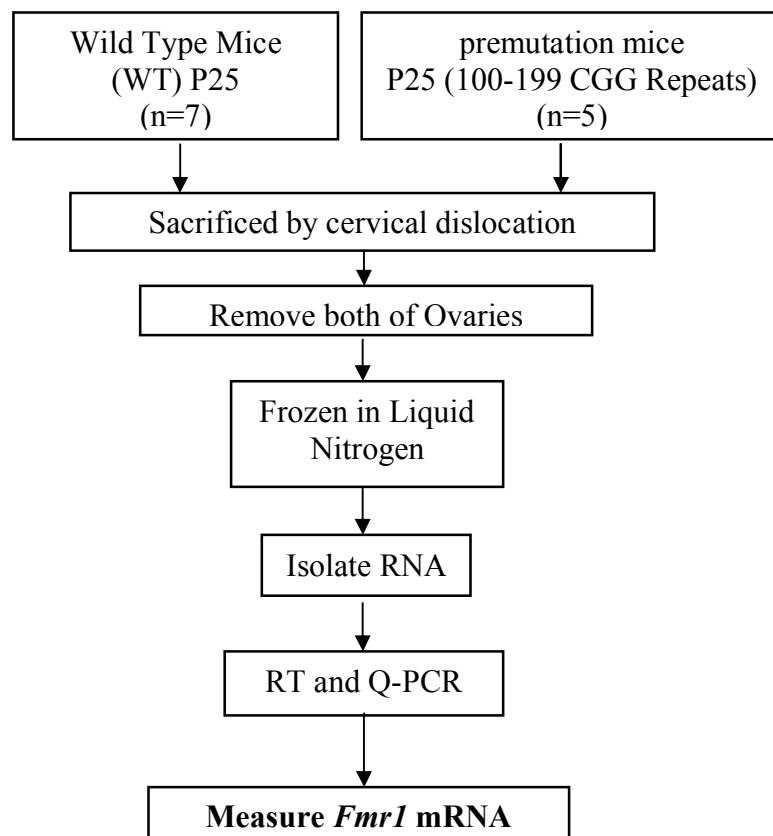 Wild Type Mice
(WT) P25
(n=7)
premutation mice
P25 (100-199 CGG Repeats)
(n=5)
Sacrificed by cervical dislocation
Remove both of Ovaries
Frozen in Liquid
Nitrogen
Isolate RNA
RT and Q-PCR
Measure Fmr1 mRNA